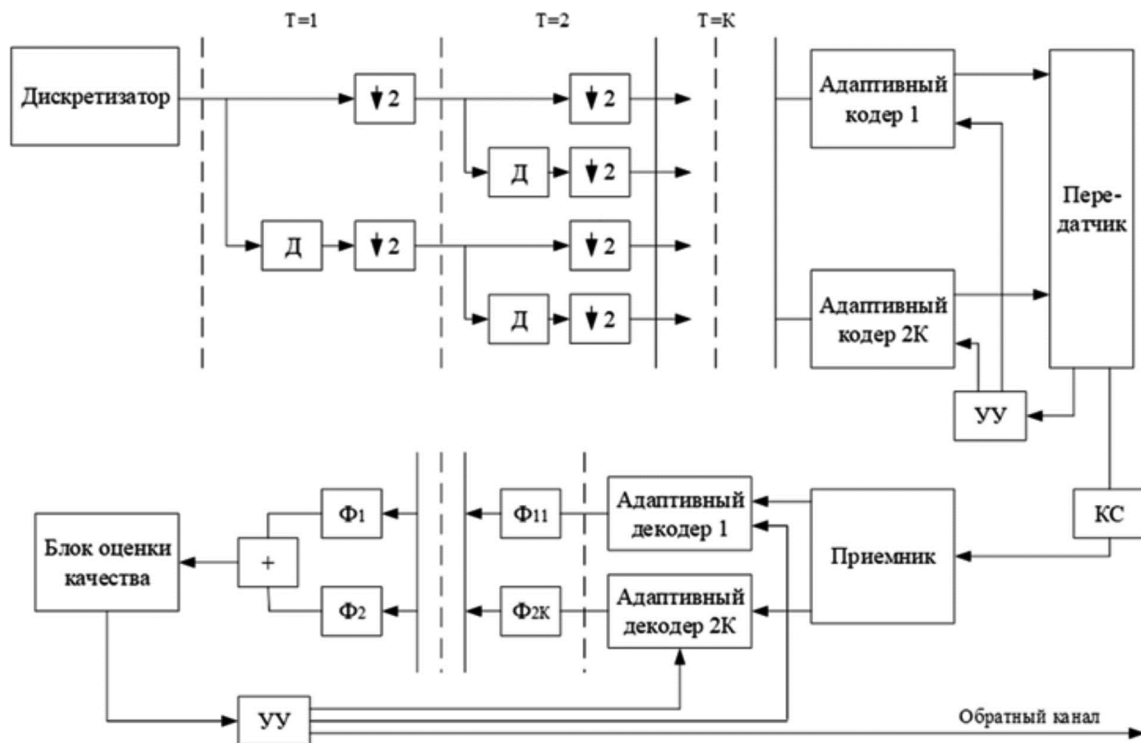 T=1
T=2
T=К
Дискретизатор
2
2
Д
2
Д
2
2
Д
2
Адаптивный
кодер 1
Адаптивный
кодер 2К
Пере-
датчик
УУ
КС
Приемник
Адаптивный
декодер 1
Адаптивный
декодер 2К
Ф11
Ф2К
Ф1
Ф2
+
Блок оценки
качества
УУ
Обратный канал